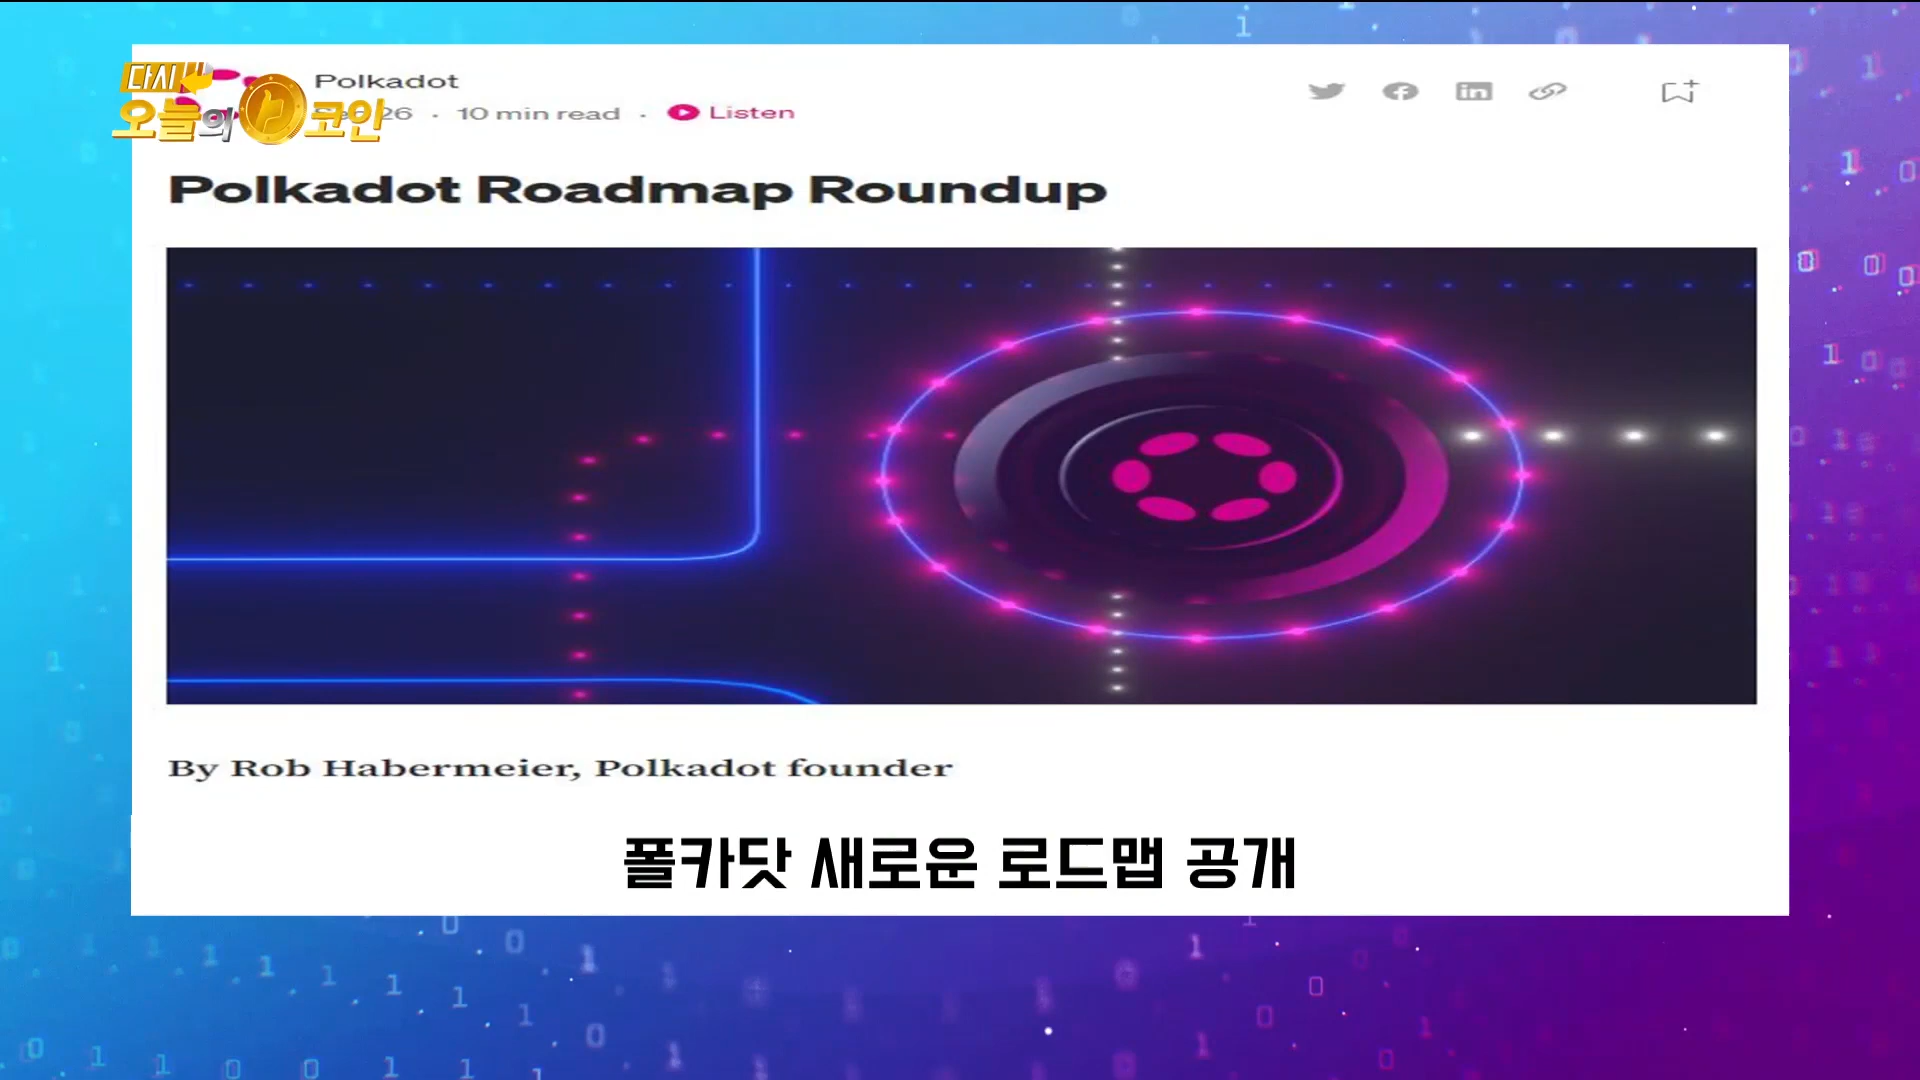 다시
오늘의 코인
Polkadot
26 · 10 min read · Listen
Polkadot Roadmap Roundup
By Rob Habermeier, Polkadot founder
폴카닷 새로운 로드맵 공개